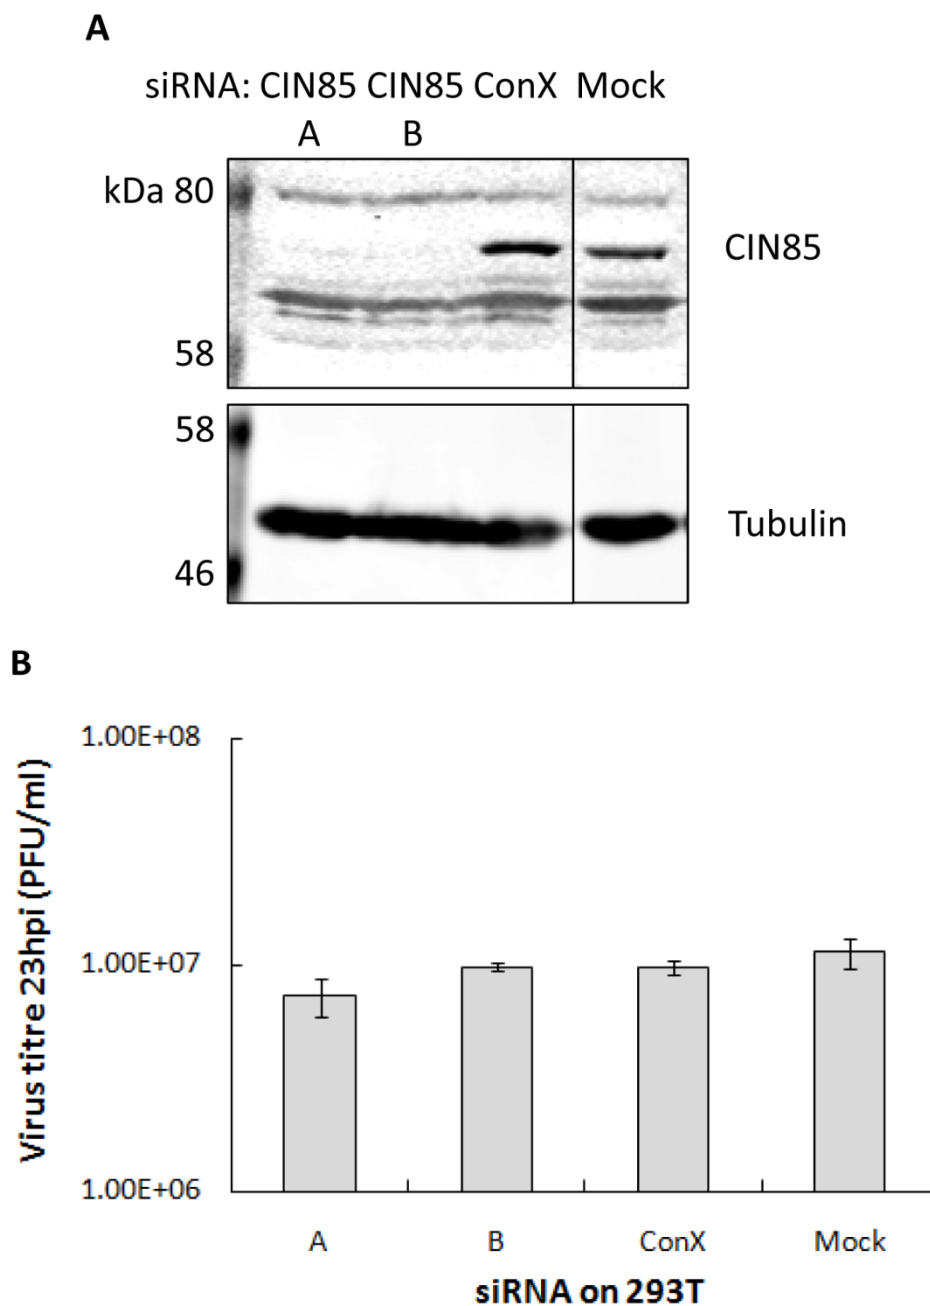 A
siRNA: CIN85 CIN85 ConX Mock
A B
kDa 80
CIN85
58
58
Tubulin
46
B
1.00E+08
1.00E+07
1.00E+06
Virus titre 23hpi (PFU/ml)
A B ConX Mock
siRNA on 293T